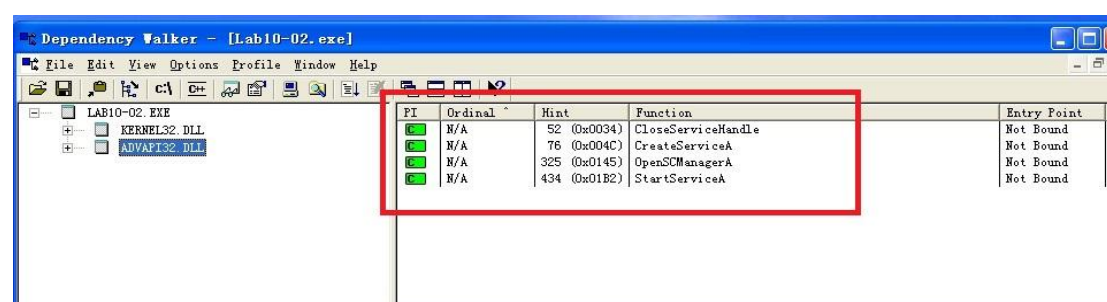 Dependency Walker - [Lab10-02.exe]
File Edit View Options Profile Window Help
C:\ C++
LAB10-02.EXE
KERNEL32.DLL
ADVAPI32.DLL
PI Ordinal ^ Hint Function Entry Point
C N/A 52 (0x0034) CloseServiceHandle Not Bound
C N/A 76 (0x004C) CreateServiceA Not Bound
C N/A 325 (0x0145) OpenSCManagerA Not Bound
C N/A 434 (0x01B2) StartServiceA Not Bound